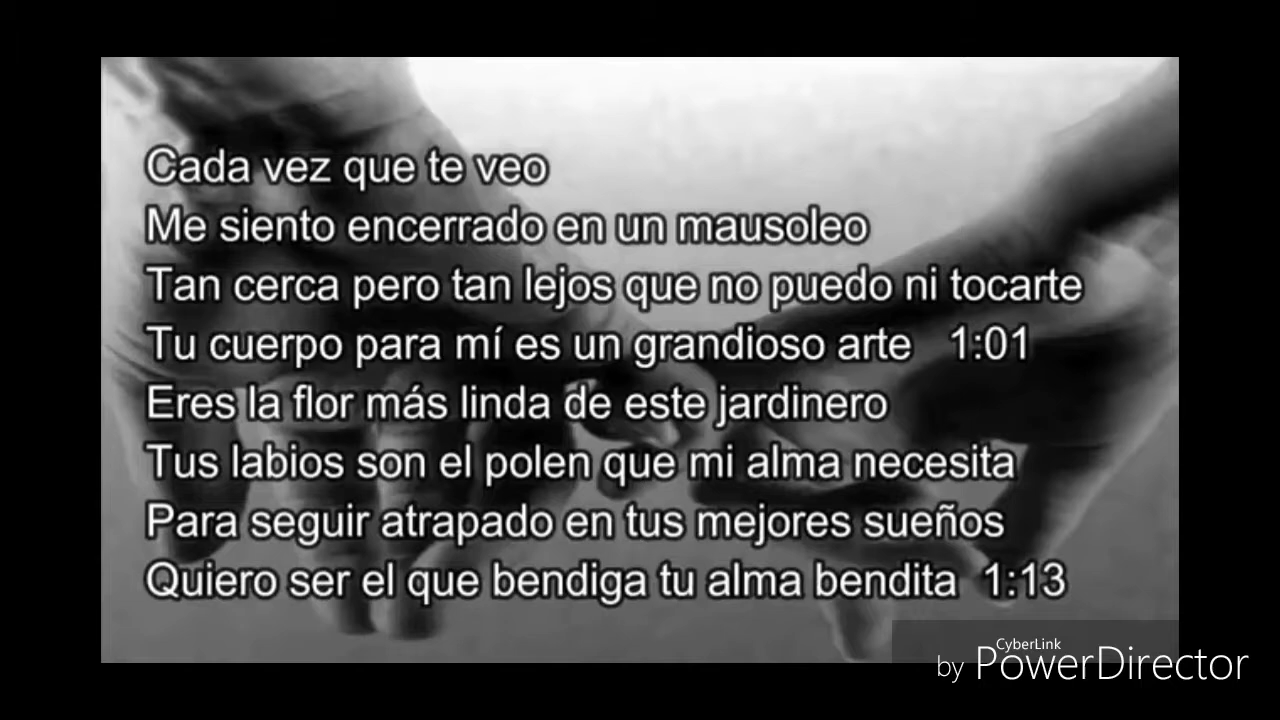 Cada vez que te veo
Me siento encerrado en un mausoleo
Tan cerca pero tan lejos que no puedo ni tocarte
Tu cuerpo para mí es un grandioso arte 1:01
Eres la flor más linda de este jardinero
Tus labios son el polen que mi alma necesita
Para seguir atrapado en tus mejores sueños
Quiero ser el que bendiga tu alma bendita 1:13
CyberLink
by PowerDirector